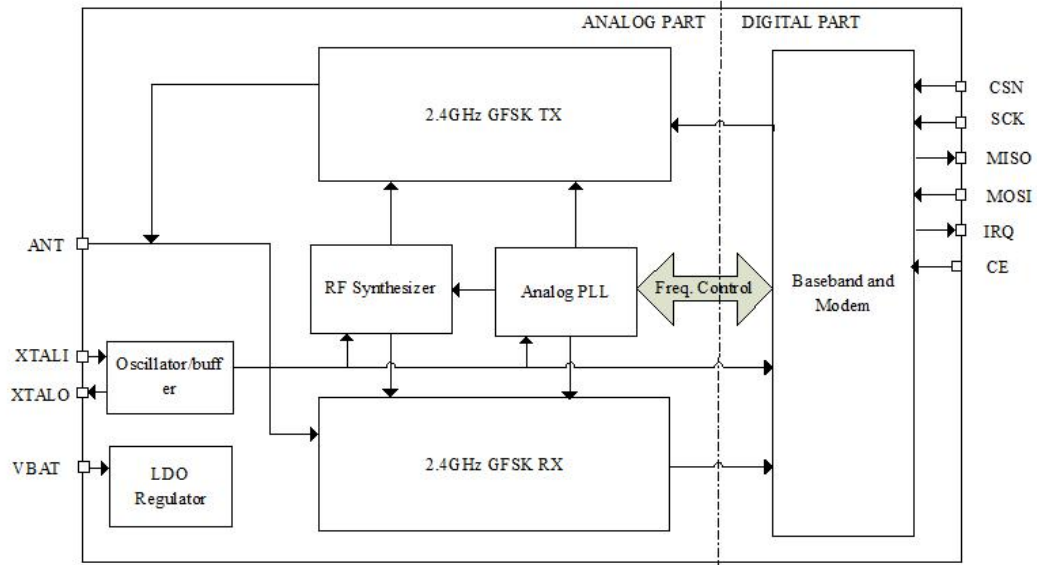 ANALOG PART
DIGITAL PART
2.4GHz GFSK TX
CSN
SCK
MISO
MOSI
IRQ
CE
ANT
RF Synthesizer
Analog PLL
Freq. Control
Baseband and
Modem
XTALI
XTALO
Oscillator/buff
er
VBAT
LDO
Regulator
2.4GHz GFSK RX